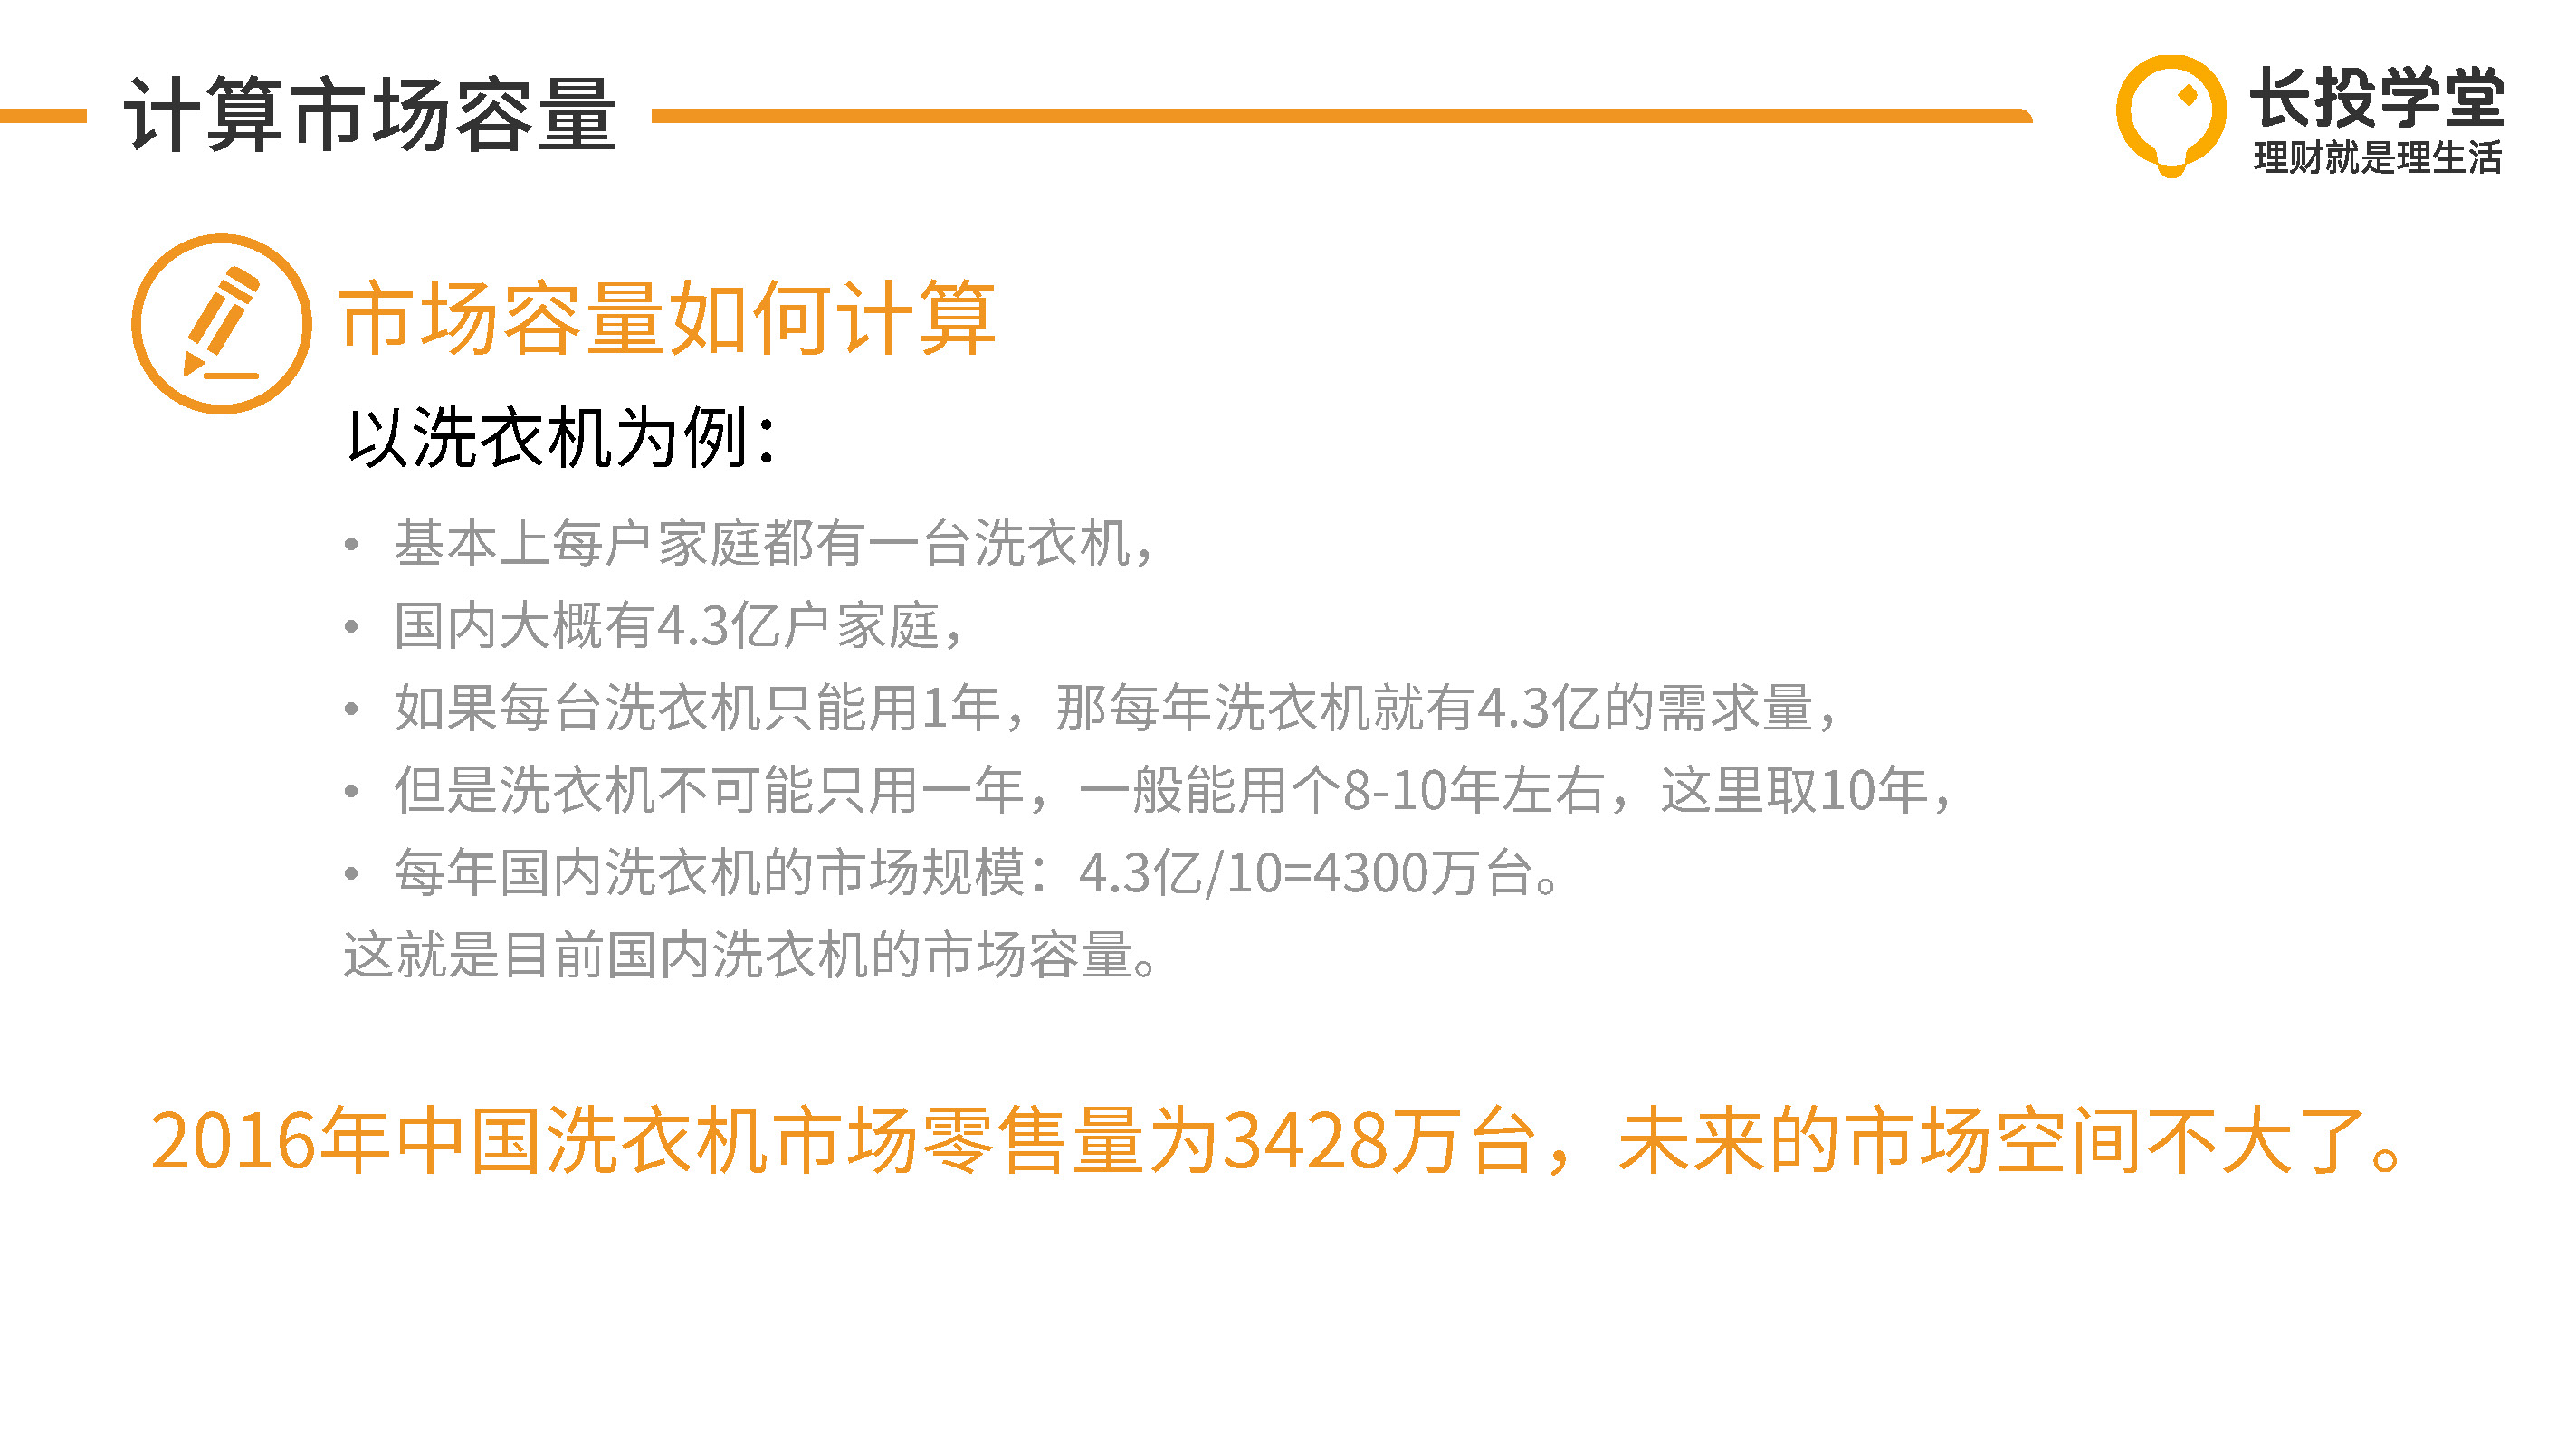 计算市场容量
长投学堂
理财就是理生活
市场容量如何计算
以洗衣机为例：
• 基本上每户家庭都有一台洗衣机，
• 国内大概有4.3亿户家庭，
• 如果每台洗衣机只能用1年，那每年洗衣机就有4.3亿的需求量，
• 但是洗衣机不可能只用一年，一般能用个8-10年左右，这里取10年，
• 每年国内洗衣机的市场规模：4.3亿/10=4300万台。
这就是目前国内洗衣机的市场容量。
2016年中国洗衣机市场零售量为3428万台，未来的市场空间不大了。